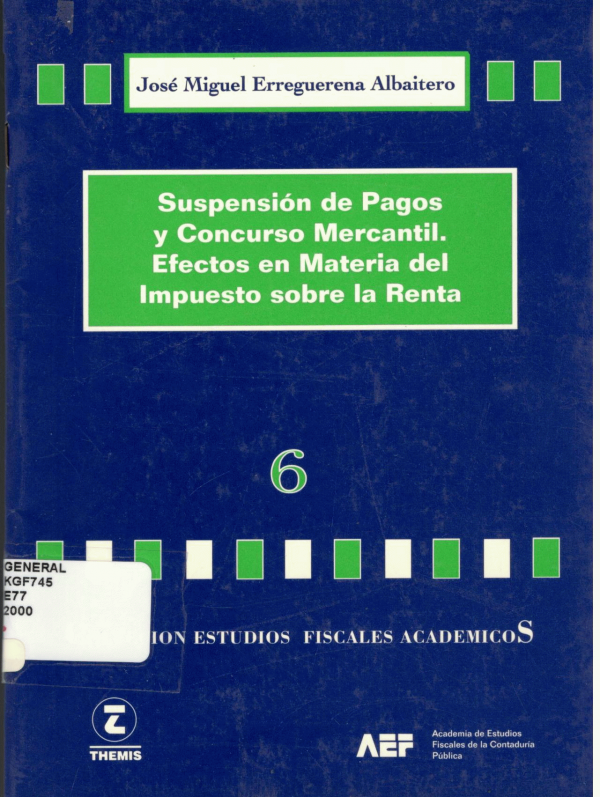 José Miguel Erreguerena Albaitero
Suspensión de Pagos
y Concurso Mercantil.
Efectos en Materia del
Impuesto sobre la Renta
6
GENERAL
KGF745
E77
2000
ESTUDIOS FISCALES ACADEMICOS
THEMIS
AEF
Academia de Estudios
Fiscales de la Contaduría
Pública